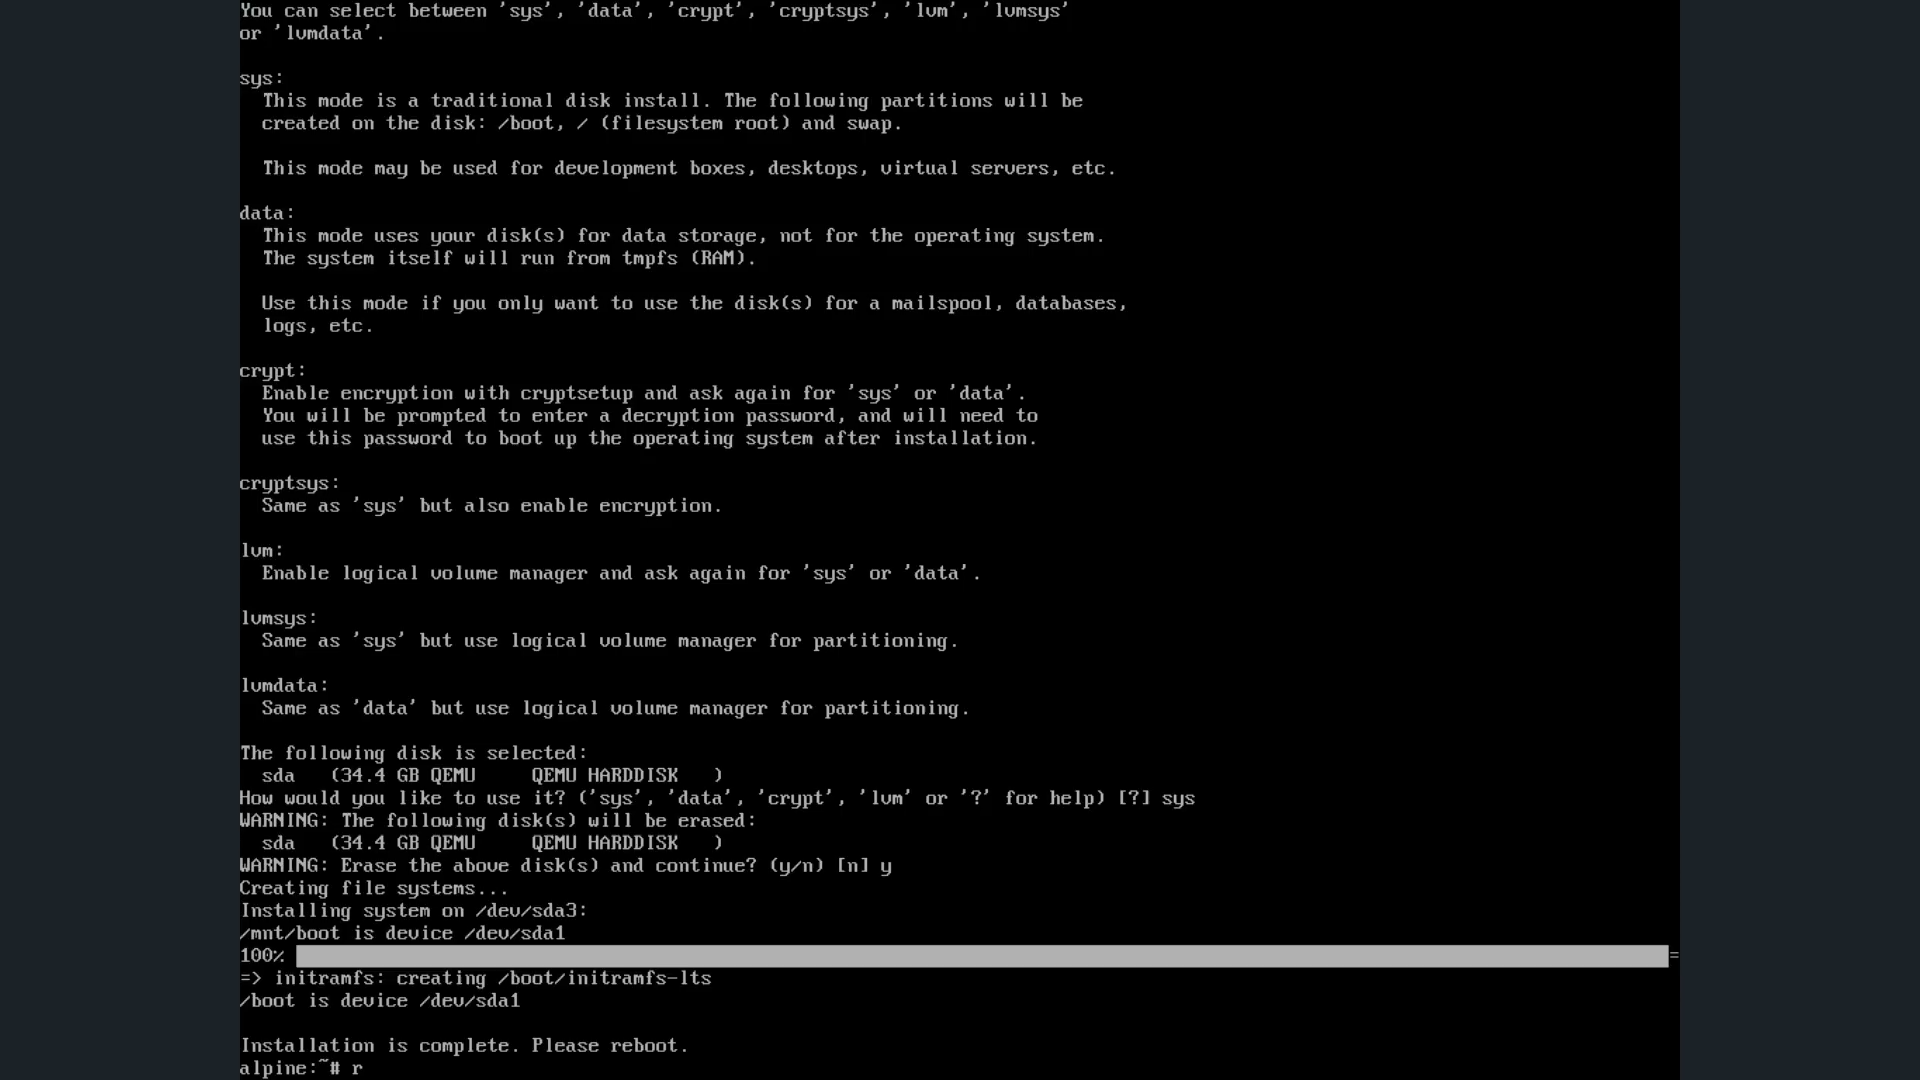 You can select between 'sys', 'data', 'crypt', 'cryptsys', 'lvm', 'lvmsys'
or 'lvmdata'.
sys:
This mode is a traditional disk install. The following partitions will be
created on the disk: /boot, / (filesystem root) and swap.
This mode may be used for development boxes, desktops, virtual servers, etc.
data:
This mode uses your disk(s) for data storage, not for the operating system.
The system itself will run from tmpfs (RAM).
Use this mode if you only want to use the disk(s) for a mailspool, databases,
logs, etc.
crypt:
Enable encryption with cryptsetup and ask again for 'sys' or 'data'.
You will be prompted to enter a decryption password, and will need to
use this password to boot up the operating system after installation.
cryptsys:
Same as 'sys' but also enable encryption.
lvm:
Enable logical volume manager and ask again for 'sys' or 'data'.
lvmsys:
Same as 'sys' but use logical volume manager for partitioning.
lvmdata:
Same as 'data' but use logical volume manager for partitioning.
The following disk is selected:
sda   (34.4 GB QEMU     QEMU HARDDISK   )
How would you like to use it? ('sys', 'data', 'crypt', 'lvm' or '?' for help) [?] sys
WARNING: The following disk(s) will be erased:
sda   (34.4 GB QEMU     QEMU HARDDISK   )
WARNING: Erase the above disk(s) and continue? (y/n) [n] y
Creating file systems...
Installing system on /dev/sda3:
/mnt/boot is device /dev/sda1
100% =
=> initramfs: creating /boot/initramfs-lts
/boot is device /dev/sda1
Installation is complete. Please reboot.
alpine:~# r